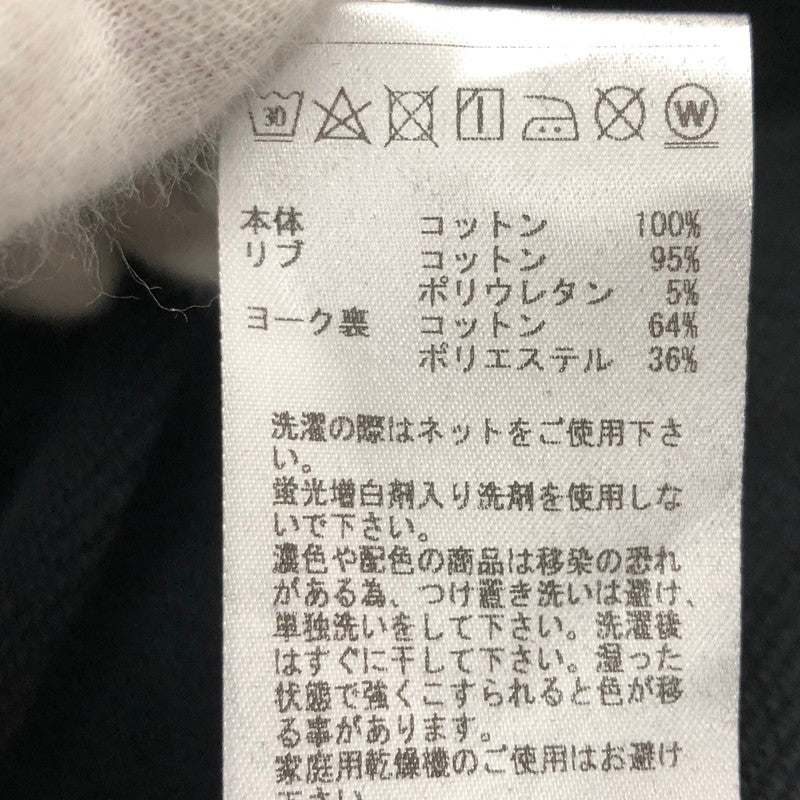 30 W
本体 コットン 100%
リブ コットン 95%
ポリウレタン 5%
ヨーク裏 コットン 64%
ポリエステル 36%
洗濯の際はネットをご使用下さ
い。
蛍光増白剤入り洗剤を使用しな
いで下さい。
濃色や配色の商品は移染の恐れ
がある為、つけ置き洗いは避け、
単独洗いをして下さい。洗濯後
はすぐに干して下さい。湿った
状態で強くこすられると色が移
る事があります。
家庭用乾燥機のご使用はお避け
下さい